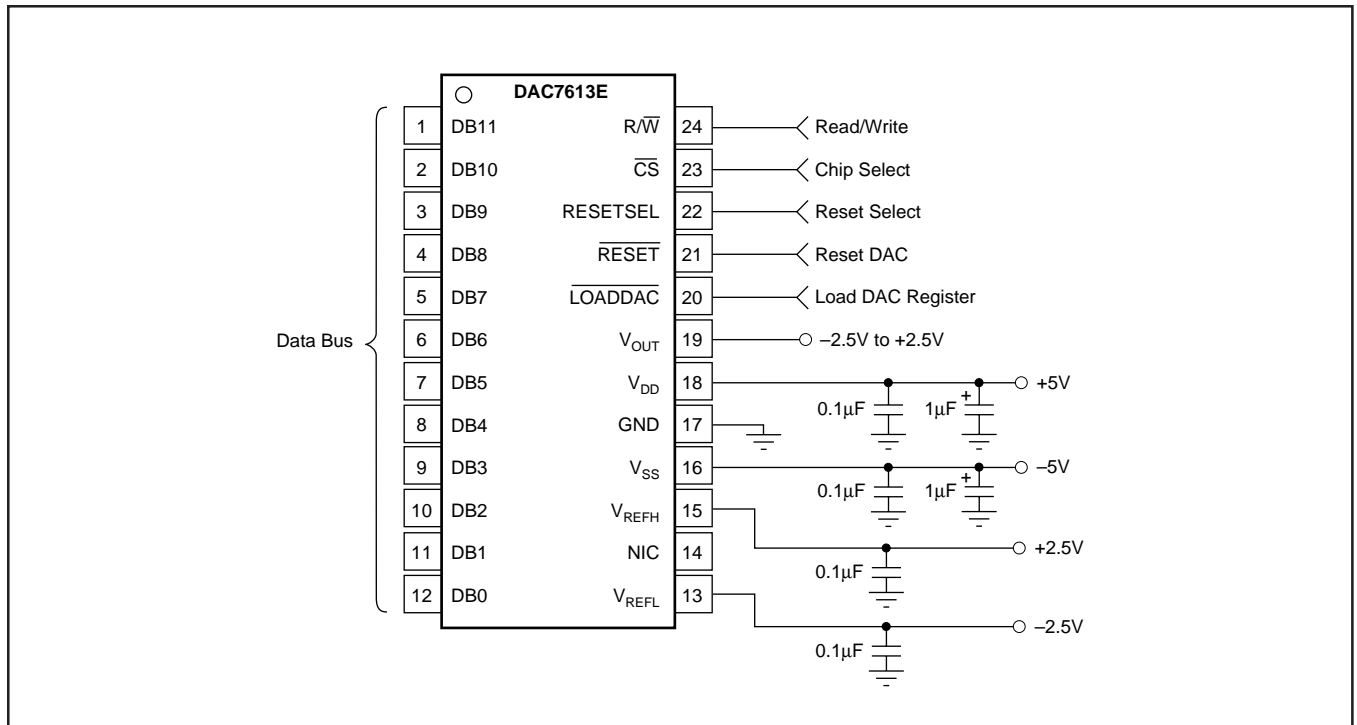 DAC7613E
1 DB11 R/W̅ 24 Read/Write
2 DB10 C̅S̅ 23 Chip Select
3 DB9 RESETSEL 22 Reset Select
4 DB8 R̅E̅S̅E̅T̅ 21 Reset DAC
5 DB7 L̅O̅A̅D̅D̅A̅C̅ 20 Load DAC Register
Data Bus 6 DB6 VOUT 19 –2.5V to +2.5V
7 DB5 VDD 18 +5V
0.1µF 1µF +
8 DB4 GND 17
9 DB3 VSS 16 –5V
0.1µF 1µF +
10 DB2 VREFH 15
11 DB1 NIC 14 +2.5V
0.1µF
12 DB0 VREFL 13
–2.5V
0.1µF